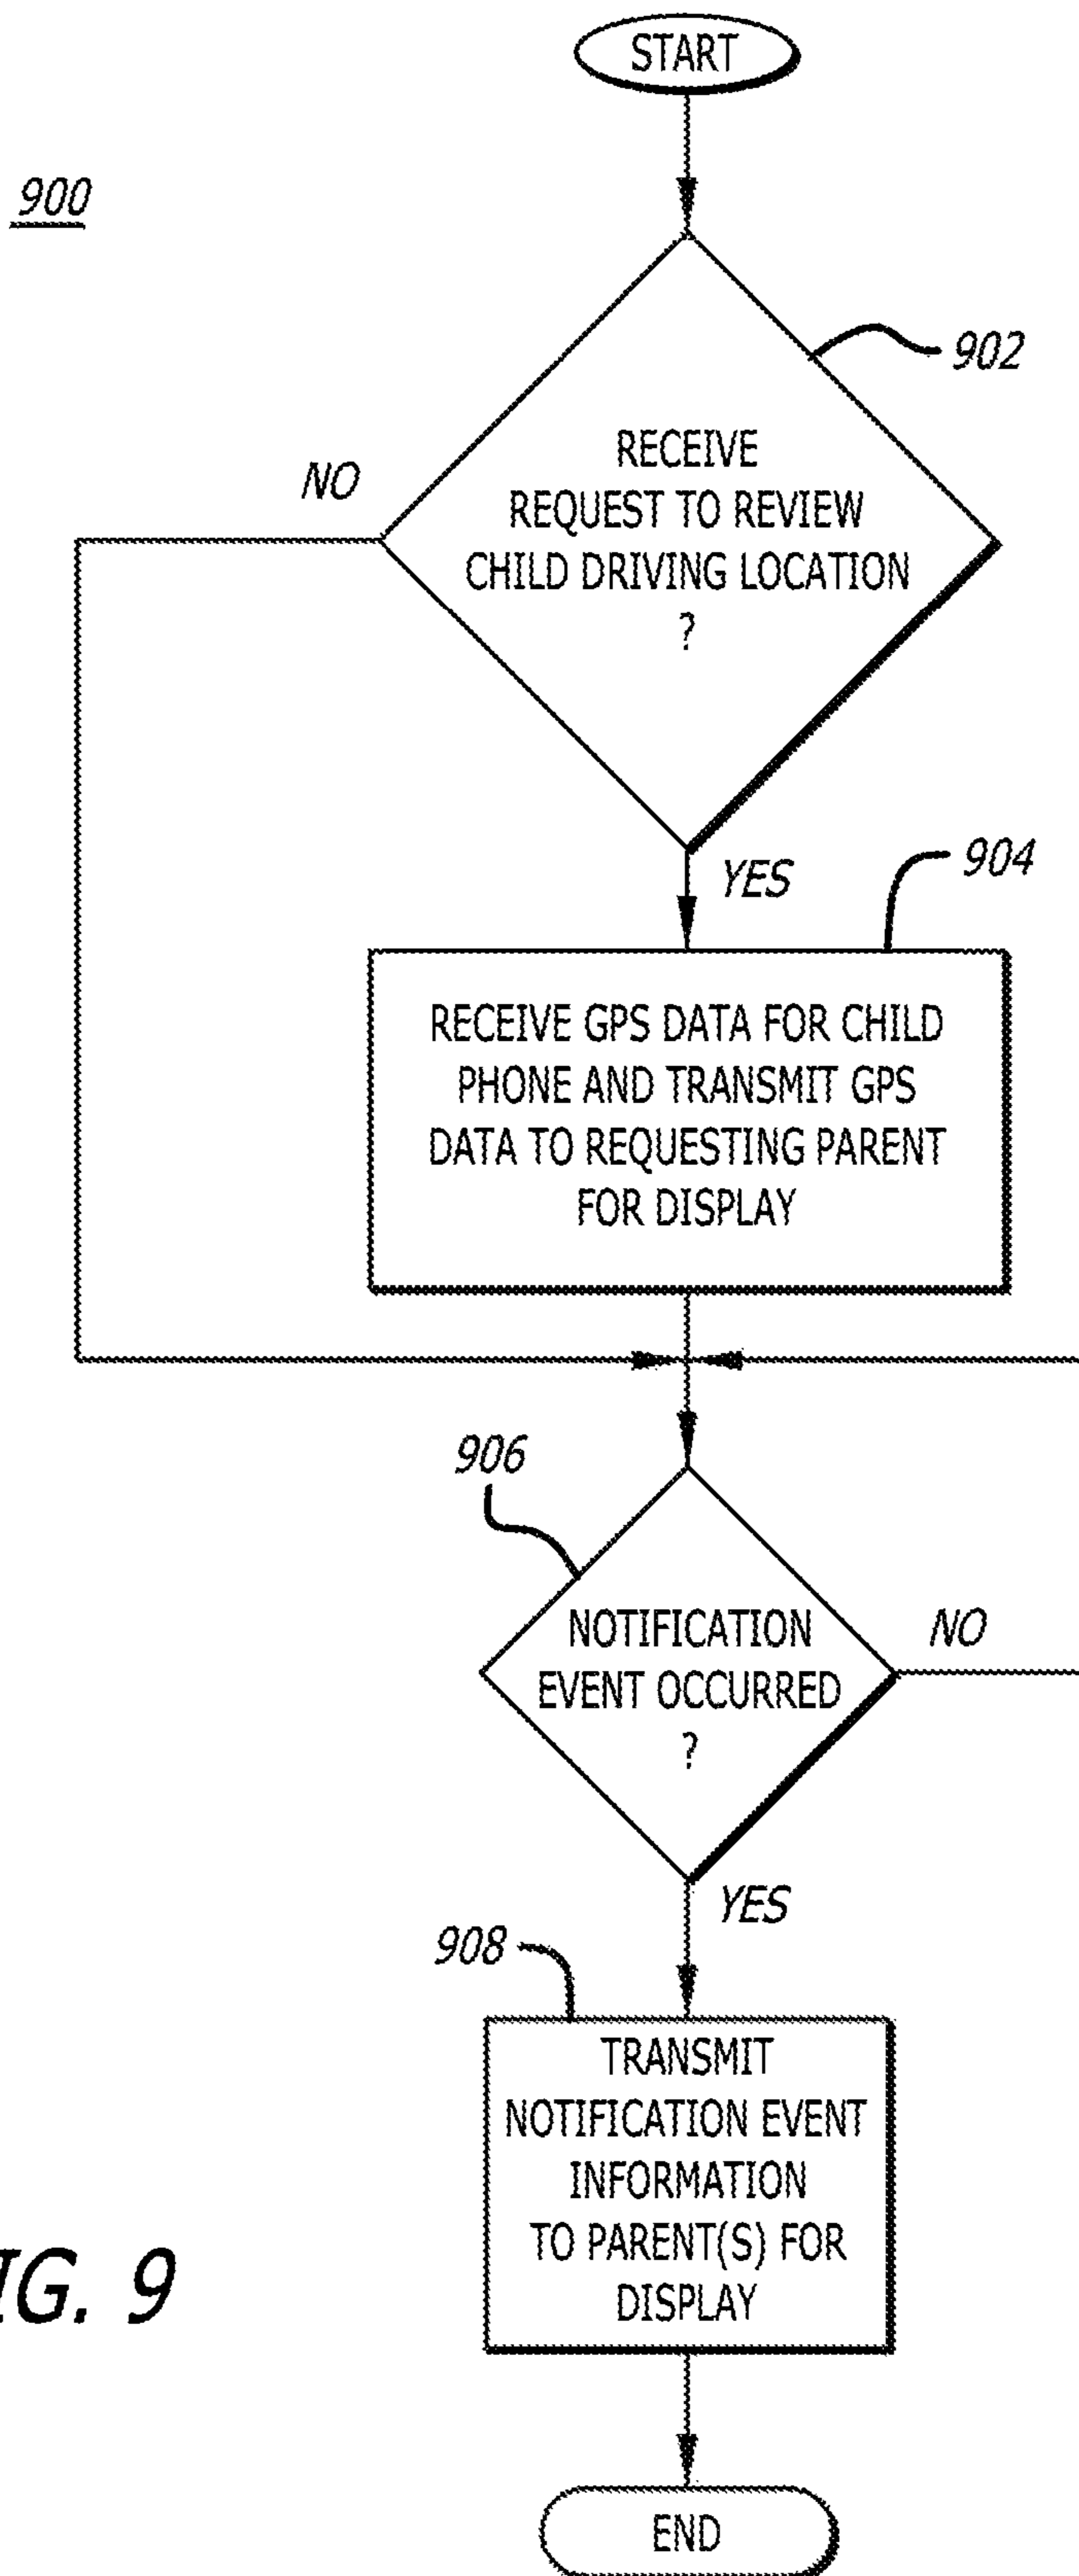 START
900
902
RECEIVE
REQUEST TO REVIEW
CHILD DRIVING LOCATION
?
NO
YES
904
RECEIVE GPS DATA FOR CHILD
PHONE AND TRANSMIT GPS
DATA TO REQUESTING PARENT
FOR DISPLAY
906
NOTIFICATION
EVENT OCCURRED
?
NO
YES
908
TRANSMIT
NOTIFICATION EVENT
INFORMATION
TO PARENT(S) FOR
DISPLAY
IG. 9
END